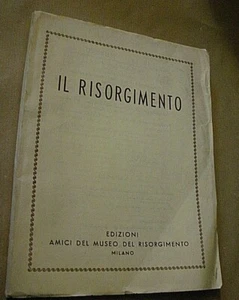 IL RISORGIMENTO
EDIZIONI
AMICI DEL MUSEO DEL RISORGIMENTO
MILANO